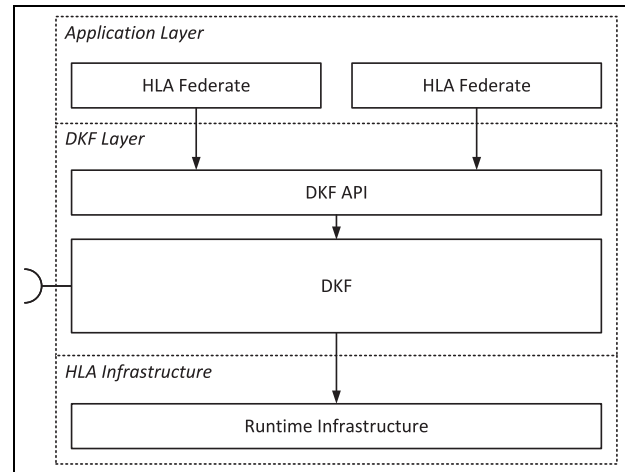 Application Layer
HLA Federate
HLA Federate
DKF Layer
DKF API
DKF
HLA Infrastructure
Runtime Infrastructure